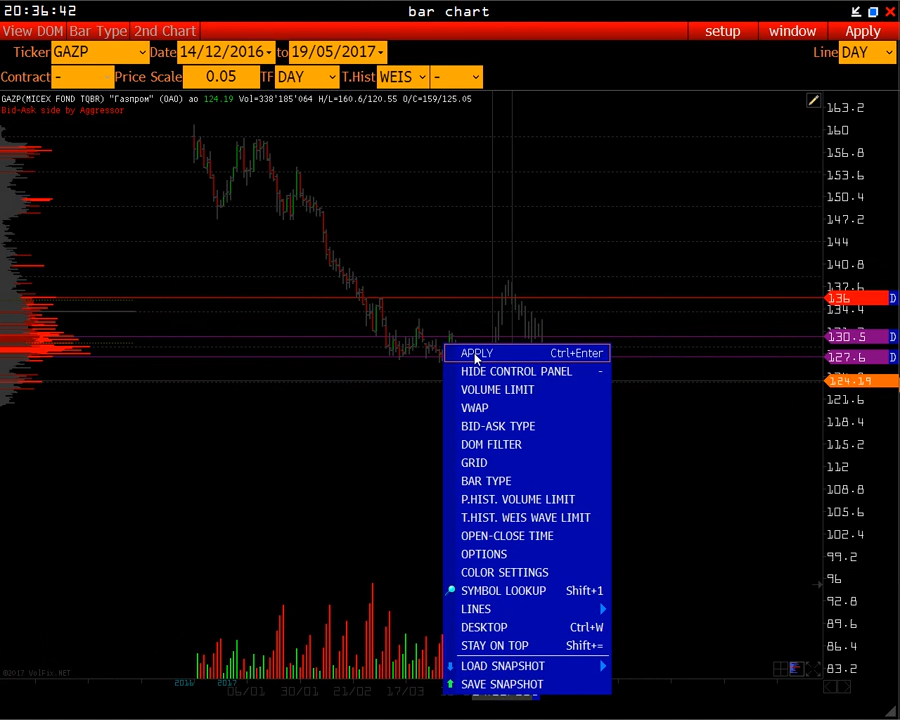 20:36:42 bar chart
View DOM Bar Type 2nd Chart setup window Apply
Ticker GAZP Date 14/12/2016 to 19/05/2017 Line DAY
Contract - Price Scale 0.05 TF DAY T.Hist WEIS -
GAZP(MICEX FOND TQBR) "Газпром" (ОАО) ао 124.19 Vol=338'185'064 H/L=160.6/120.55 O/C=159/125.05
Bid-Ask side by Aggressor
163.2
160
156.8
153.6
150.4
147.2
144
140.8
137.6
136 D
134.4
130.5 D
127.6 D
124.19
121.6
118.4
115.2
112
108.8
105.6
102.4
99.2
96
92.8
89.6
86.4
83.2
APPLY Ctrl+Enter
HIDE CONTROL PANEL -
VOLUME LIMIT
VWAP
BID-ASK TYPE
DOM FILTER
GRID
BAR TYPE
P.HIST. VOLUME LIMIT
T.HIST. WEIS WAVE LIMIT
OPEN-CLOSE TIME
OPTIONS
COLOR SETTINGS
SYMBOL LOOKUP Shift+1
LINES
DESKTOP Ctrl+W
STAY ON TOP Shift+=
LOAD SNAPSHOT
SAVE SNAPSHOT
©2017 VolFix.NET
2016 2017
06/01 30/01 21/02 17/03